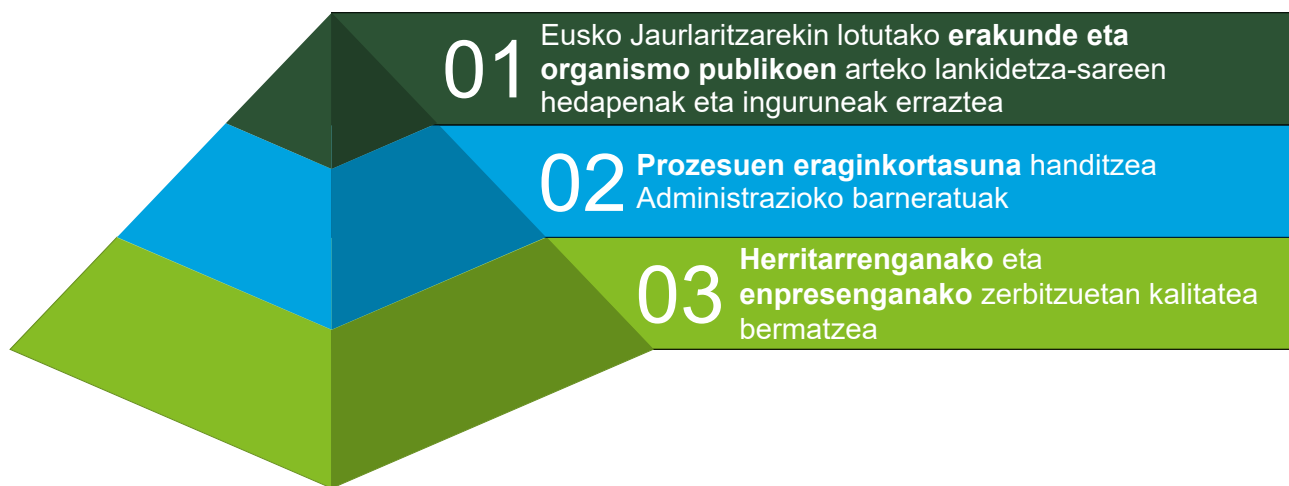 01
Eusko Jaurlaritzarekin lotutako erakunde eta
organismo publikoen arteko lankidetza-sareen
hedapenak eta inguruneak erraztea
02
Prozesuen eraginkortasuna handitzea
Administrazioko barneratuak
03
Herritarrenganako eta
enpresenganako zerbitzuetan kalitatea
bermatzea